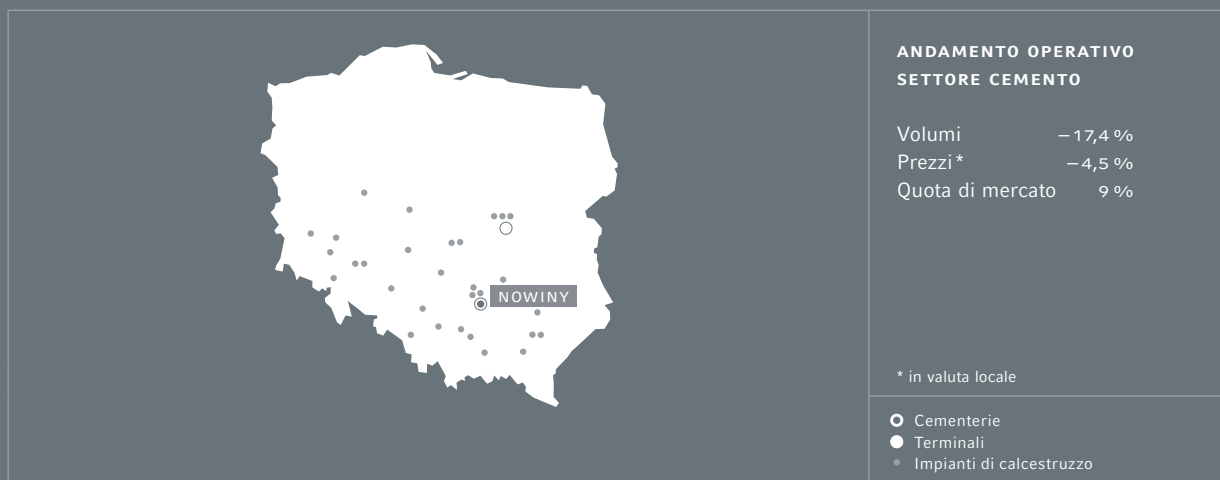 NOWINY
ANDAMENTO OPERATIVO
SETTORE CEMENTO
Volumi –17,4 %
Prezzi* –4,5 %
Quota di mercato 9 %
* in valuta locale
Cementerie
Terminali
Impianti di calcestruzzo